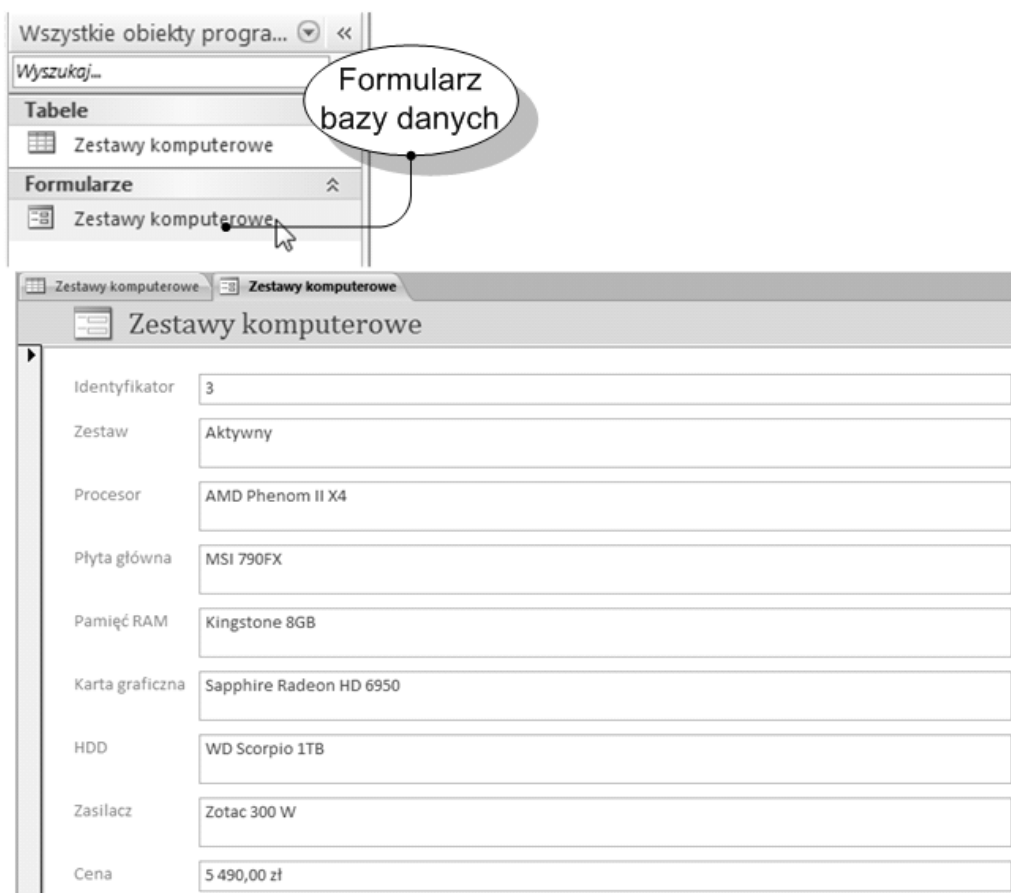 Wszystkie obiekty progra...
Wyszukaj...
Formularz
bazy danych
Tabele
Zestawy komputerowe
Formularze
Zestawy komputerowe
Zestawy komputerowe Zestawy komputerowe
Zestawy komputerowe
Identyfikator 3
Zestaw Aktywny
Procesor AMD Phenom II X4
Płyta główna MSI 790FX
Pamięć RAM Kingstone 8GB
Karta graficzna Sapphire Radeon HD 6950
HDD WD Scorpio 1TB
Zasilacz Zotac 300 W
Cena 5 490,00 zł